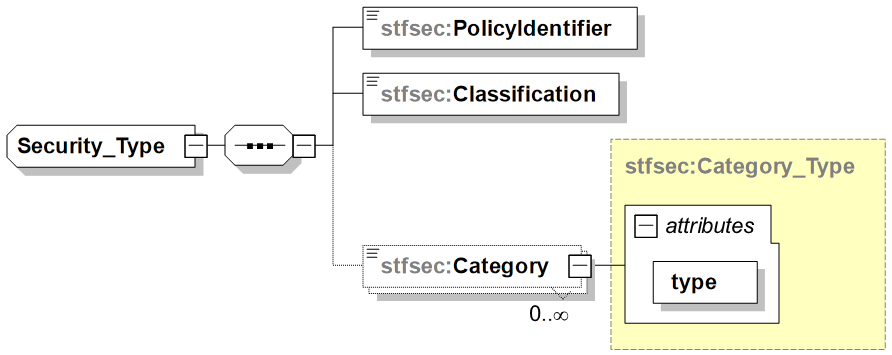 stfsec:PolicyIdentifier
stfsec:Classification
Security_Type
stfsec:Category_Type
attributes
stfsec:Category
type
0..∞